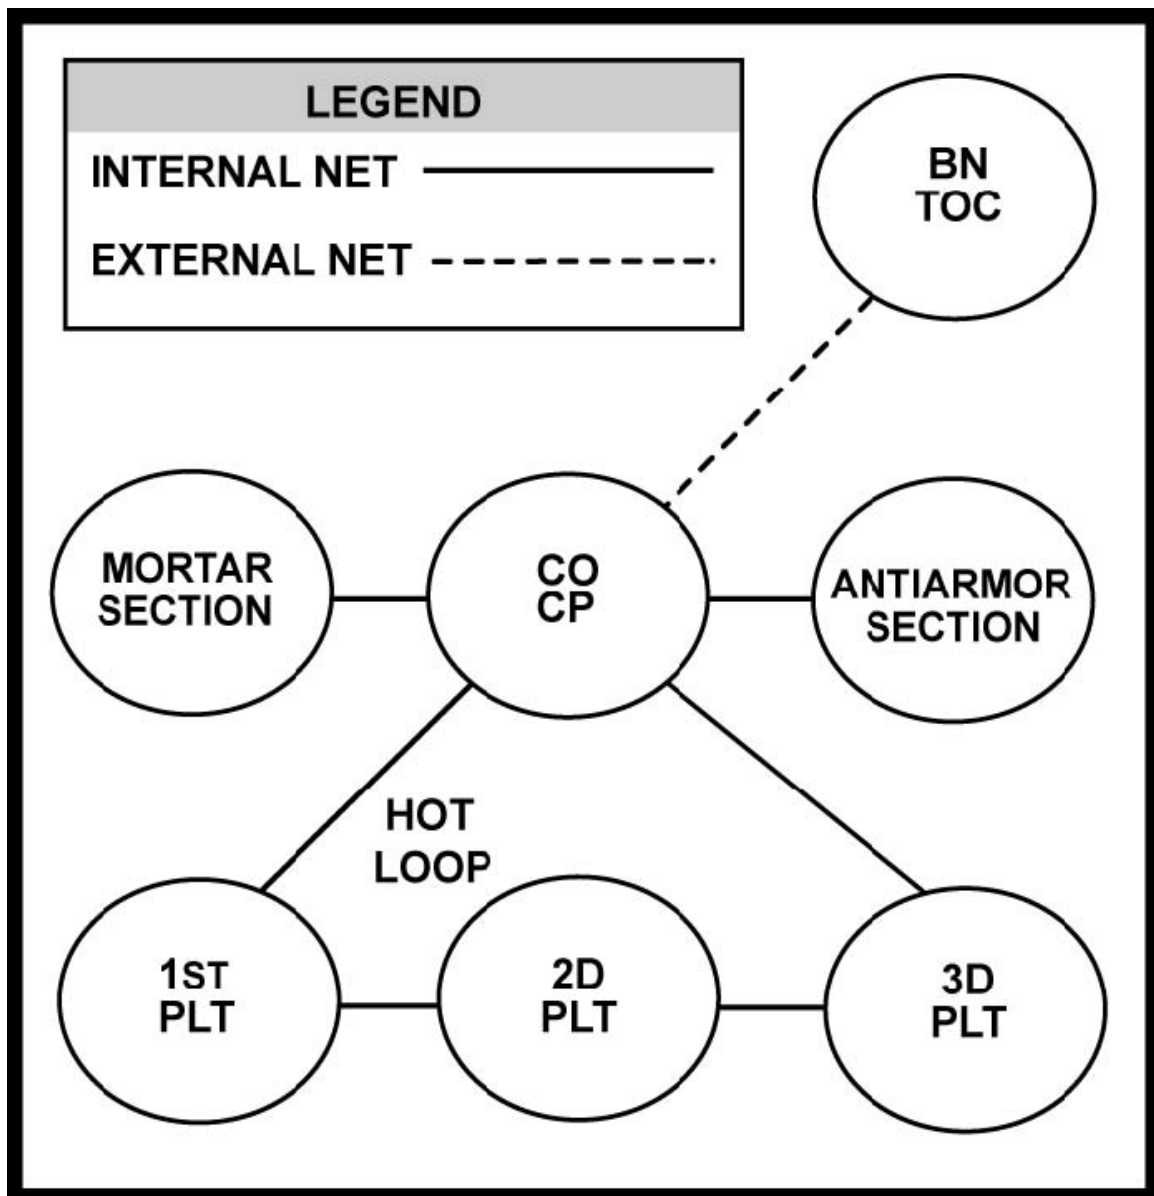 LEGEND
INTERNAL NET
EXTERNAL NET
BN
TOC
MORTAR
SECTION
CO
CP
ANTIARMOR
SECTION
HOT
LOOP
1ST
PLT
2D
PLT
3D
PLT